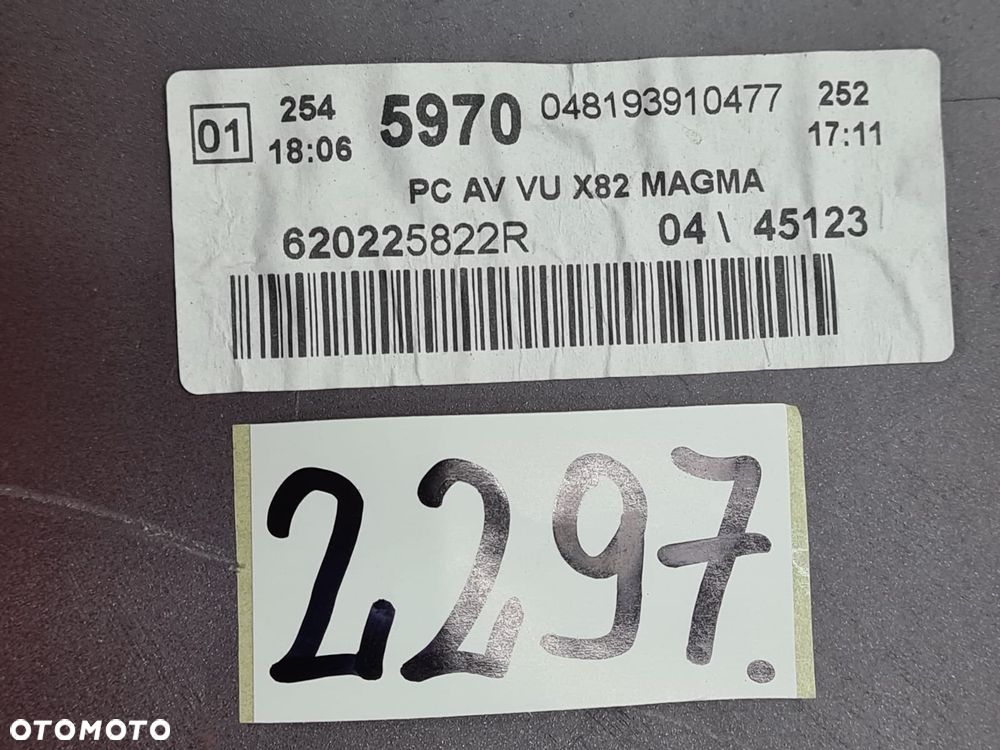 01 254 5970 048193910477 252
18:06 17:11
PC AV VU X82 MAGMA
620225822R 04 \ 45123
2297.
OTOMOTO